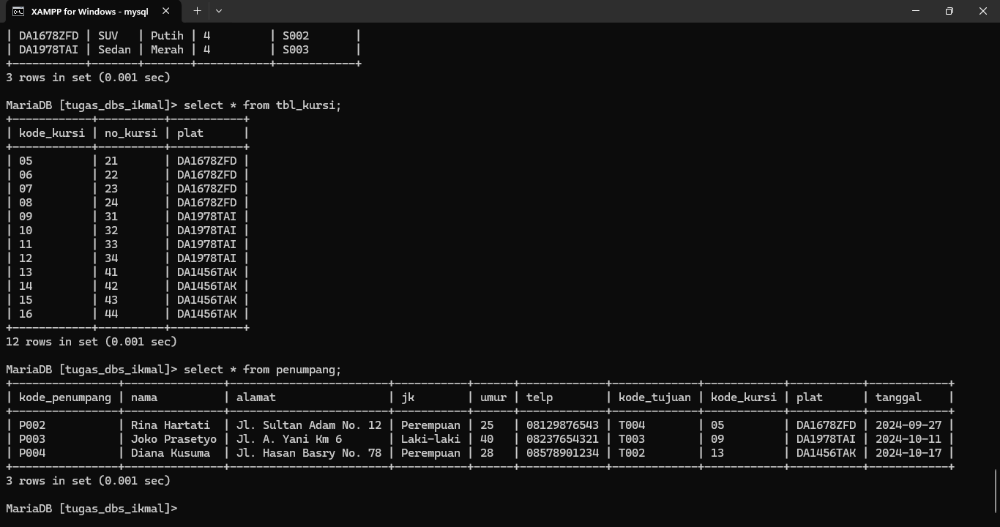 XAMPP for Windows - mysql
| DA1678ZFD | SUV   | Putih | 4         | S002       |
| DA1978TAI | Sedan | Merah | 4         | S003       |
+-----------+-------+-------+-----------+------------+
3 rows in set (0.001 sec)
MariaDB [tugas_dbs_ikmal]> select * from tbl_kursi;
+------------+----------+-----------+
| kode_kursi | no_kursi | plat      |
+------------+----------+-----------+
| 05         | 21       | DA1678ZFD |
| 06         | 22       | DA1678ZFD |
| 07         | 23       | DA1678ZFD |
| 08         | 24       | DA1678ZFD |
| 09         | 31       | DA1978TAI |
| 10         | 32       | DA1978TAI |
| 11         | 33       | DA1978TAI |
| 12         | 34       | DA1978TAI |
| 13         | 41       | DA1456TAK |
| 14         | 42       | DA1456TAK |
| 15         | 43       | DA1456TAK |
| 16         | 44       | DA1456TAK |
+------------+----------+-----------+
12 rows in set (0.001 sec)
MariaDB [tugas_dbs_ikmal]> select * from penumpang;
+----------------+---------------+------------------------+-----------+------+-------------+-------------+------------+-----------+------------+
| kode_penumpang | nama          | alamat                 | jk        | umur | telp        | kode_tujuan | kode_kursi | plat      | tanggal    |
+----------------+---------------+------------------------+-----------+------+-------------+-------------+------------+-----------+------------+
| P002           | Rina Hartati  | Jl. Sultan Adam No. 12 | Perempuan | 25   | 08129876543 | T004        | 05         | DA1678ZFD | 2024-09-27 |
| P003           | Joko Prasetyo | Jl. A. Yani Km 6       | Laki-laki | 40   | 08237654321 | T003        | 09         | DA1978TAI | 2024-10-11 |
| P004           | Diana Kusuma  | Jl. Hasan Basry No. 78 | Perempuan | 28   | 08578901234 | T002        | 13         | DA1456TAK | 2024-10-17 |
+----------------+---------------+------------------------+-----------+------+-------------+-------------+------------+-----------+------------+
3 rows in set (0.001 sec)
MariaDB [tugas_dbs_ikmal]>